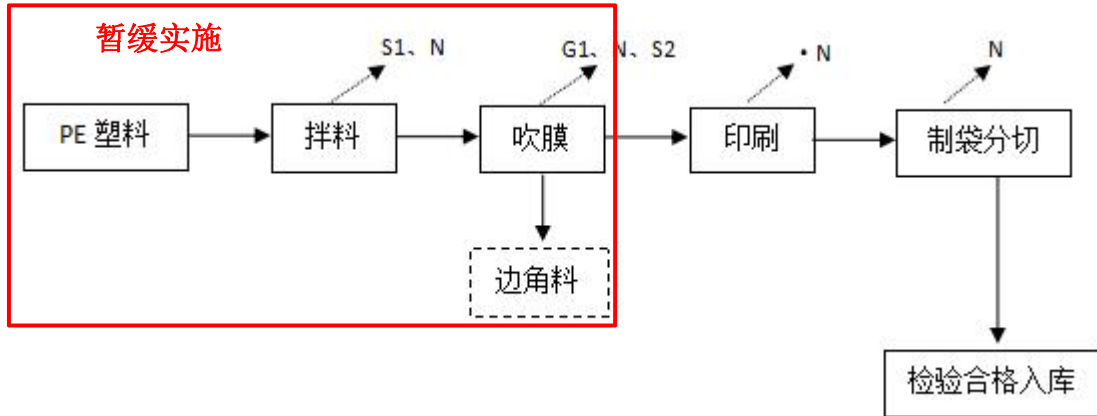 暂缓实施
S1、N
G1、N、S2
·N
N
PE 塑料
拌料
吹膜
印刷
制袋分切
边角料
检验合格入库